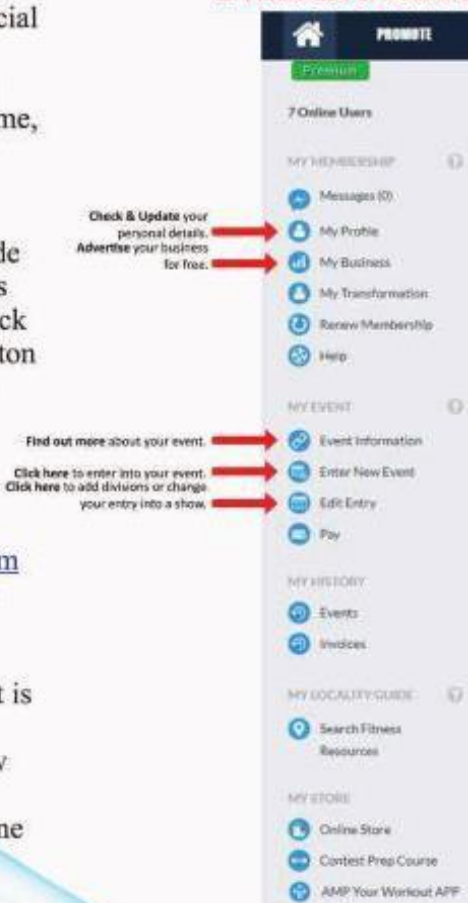 cial
me,
de
s
ck
ton
m
t is
y
ne
PROMOTE
Premium
7 Online Users
MY MEMBERSHIP
Messages (0)
Check & Update your
personal details.
My Profile
Advertise your business
for free.
My Business
My Transformation
Renew Membership
Help
MY EVENT
Find out more about your event.
Event Information
Click here to enter into your event.
Enter New Event
Click here to add divisions or change
your entry into a show.
Edit Entry
Pay
MY HISTORY
Events
Invoices
MY LOCALITY GUIDE
Search Fitness
Resources
MY STORE
Online Store
Contest Prep Course
AMP Your Workout APP